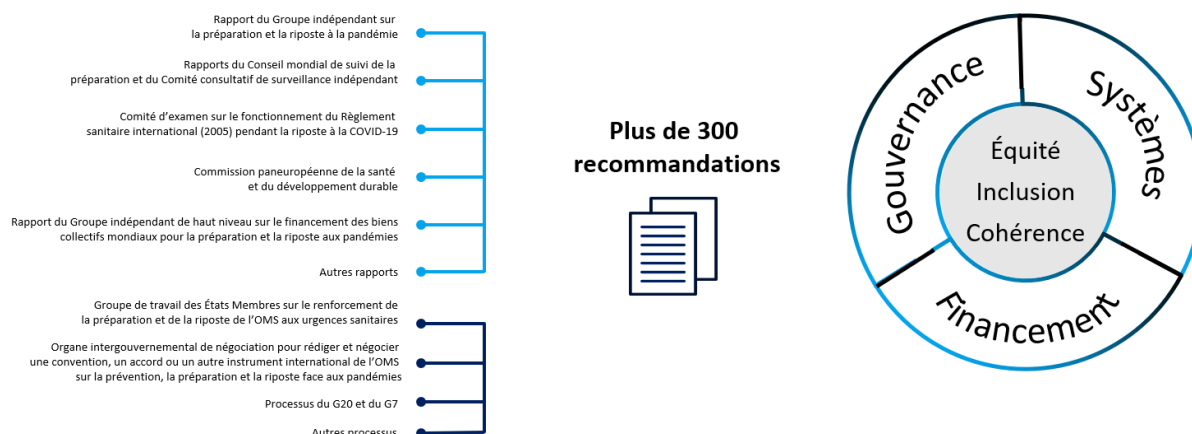 Rapport du Groupe indépendant sur
la préparation et la riposte à la pandémie
Rapports du Conseil mondial de suivi de la
préparation et du Comité consultatif de surveillance indépendant
Comité d’examen sur le fonctionnement du Règlement
sanitaire international (2005) pendant la riposte à la COVID-19
Commission paneuropéenne de la santé
et du développement durable
Rapport du Groupe indépendant de haut niveau sur le financement des biens
collectifs mondiaux pour la préparation et la riposte aux pandémies
Autres rapports
Groupe de travail des États Membres sur le renforcement de
la préparation et de la riposte de l’OMS aux urgences sanitaires
Organe intergouvernemental de négociation pour rédiger et négocier
une convention, un accord ou un autre instrument international de l’OMS
sur la prévention, la préparation et la riposte face aux pandémies
Processus du G20 et du G7
Autres processus
Plus de 300
recommandations
Gouvernance
Systèmes
Financement
Équité
Inclusion
Cohérence